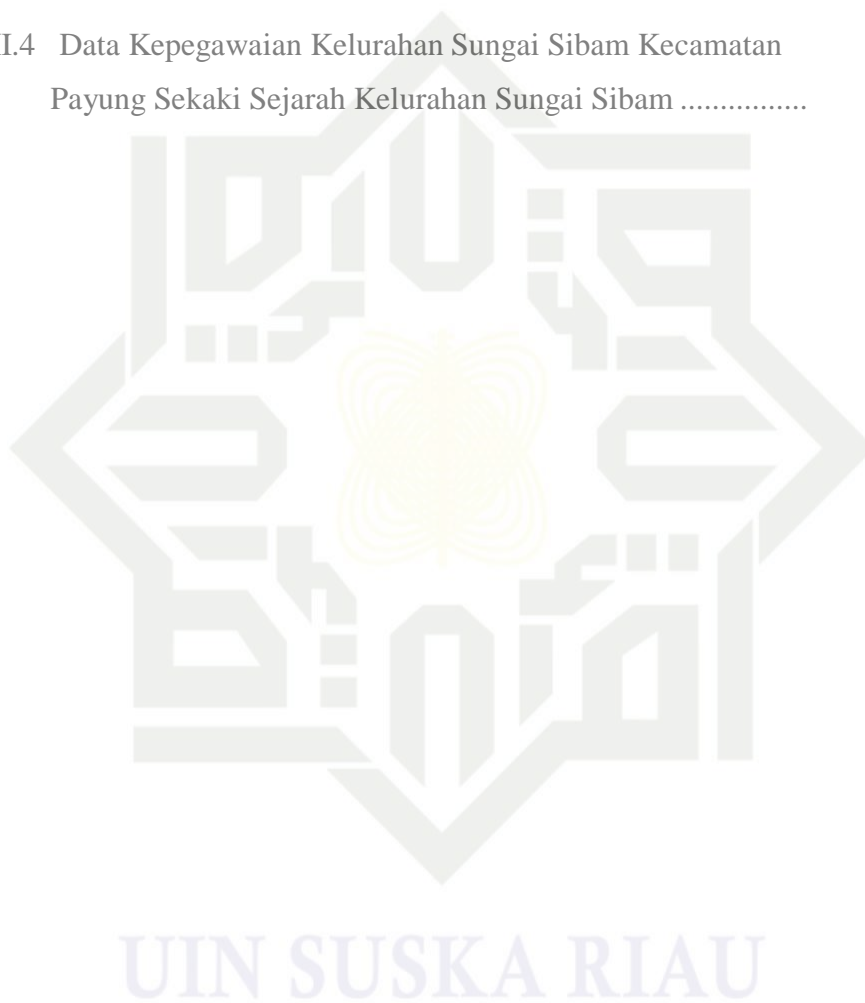 I.4 Data Kepegawaian Kelurahan Sungai Sibam Kecamatan
Payung Sekaki Sejarah Kelurahan Sungai Sibam ................
UIN SUSKA RIAU